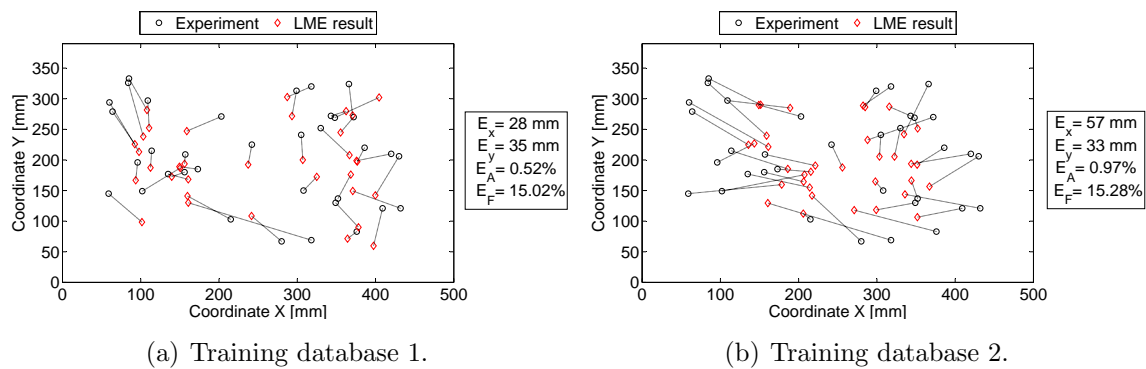 Experiment LME result
350
300
250
200
150
100
50
0
0 100 200 300 400 500
Coordinate Y [mm]
Coordinate X [mm]
E_x = 28 mm
E_y = 35 mm
E_A = 0.52%
E_F = 15.02%
(a) Training database 1.
Experiment LME result
350
300
250
200
150
100
50
0
0 100 200 300 400 500
Coordinate Y [mm]
Coordinate X [mm]
E_x = 57 mm
E_y = 33 mm
E_A = 0.97%
E_F = 15.28%
(b) Training database 2.